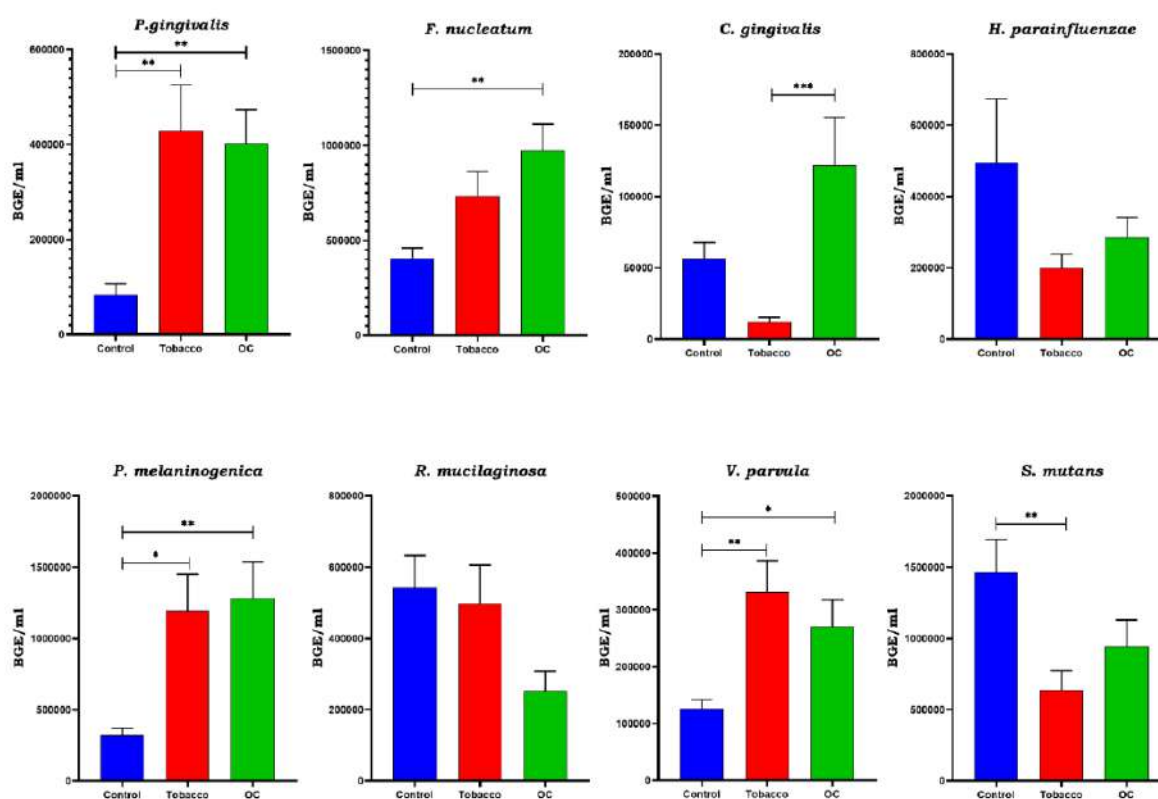 P.gingivalis
BGE/ml
600000
400000
200000
0
**
**
Control Tobacco OC
F. nucleatum
BGE/ml
1500000
1000000
500000
0
**
Control Tobacco OC
C. gingivalis
BGE/ml
200000
150000
100000
50000
0
***
Control Tobacco OC
H. parainfluenzae
BGE/ml
800000
600000
400000
200000
0
Control Tobacco OC
P. melaninogenica
BGE/ml
2000000
1500000
1000000
500000
0
**
*
Control Tobacco OC
R. mucilaginosa
BGE/ml
800000
600000
400000
200000
0
Control Tobacco OC
V. parvula
BGE/ml
500000
400000
300000
200000
100000
0
*
**
Control Tobacco OC
S. mutans
BGE/ml
2000000
1500000
1000000
500000
0
**
Control Tobacco OC